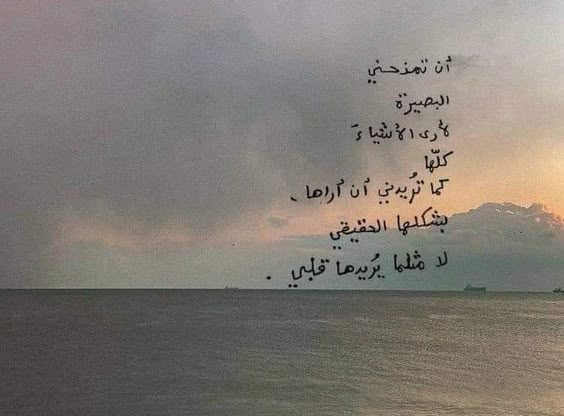 أن تمنحني
البصيرة
لأرى الأشياءَ
كلّها
كما تُريدني أن أراها،
بشكلها الحقيقي
لا مثلما يُريدها قلبي .